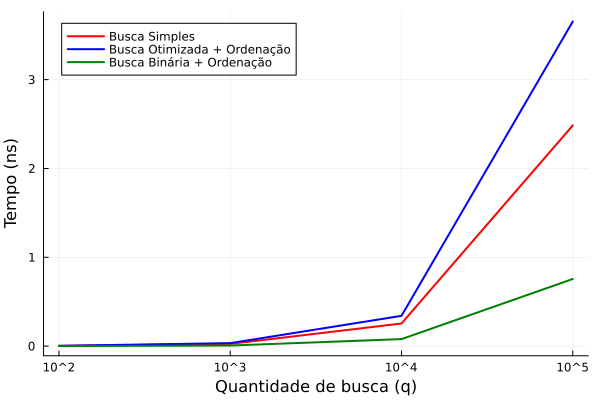 Busca Simples
Busca Otimizada + Ordenação
Busca Binária + Ordenação
Tempo (ns)
3
2
1
0
10^2 10^3 10^4 10^5
Quantidade de busca (q)